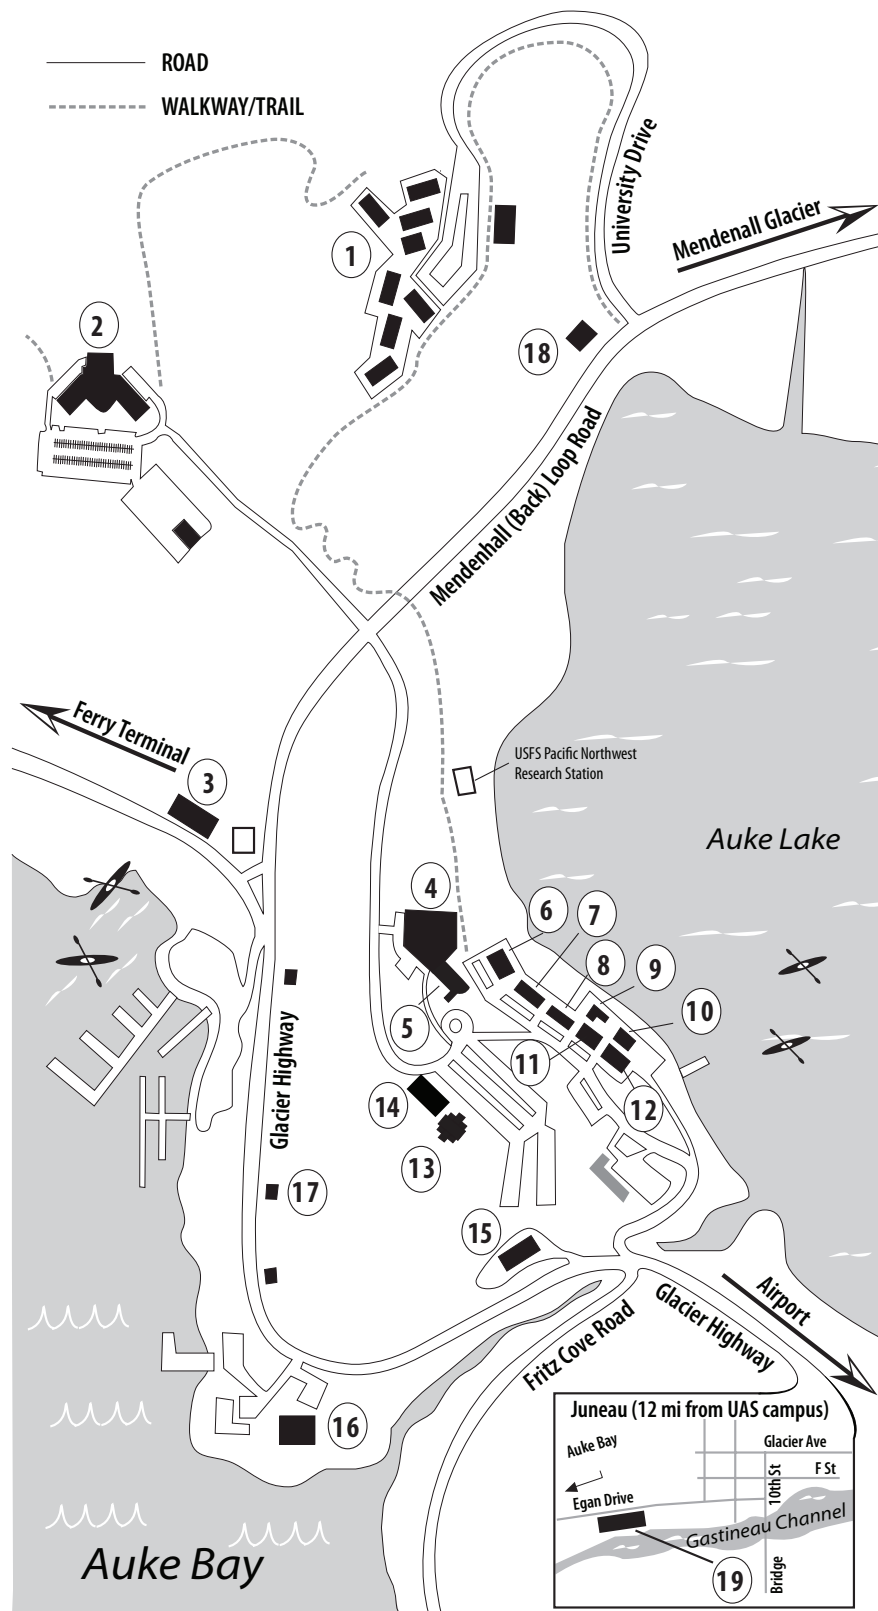 ROAD
WALKWAY/TRAIL
University Drive
Mendenall Glacier
1
2
18
Mendenhall (Back) Loop Road
Ferry Terminal
3
USFS Pacific Northwest
Research Station
Auke Lake
4
6
7
8
9
10
5
11
12
Glacier Highway
14
13
17
15
Airport
Glacier Highway
Fritz Cove Road
16
Juneau (12 mi from UAS campus)
Auke Bay
Glacier Ave
10th St
F St
Egan Drive
Gastineau Channel
Bridge
19
Auke Bay